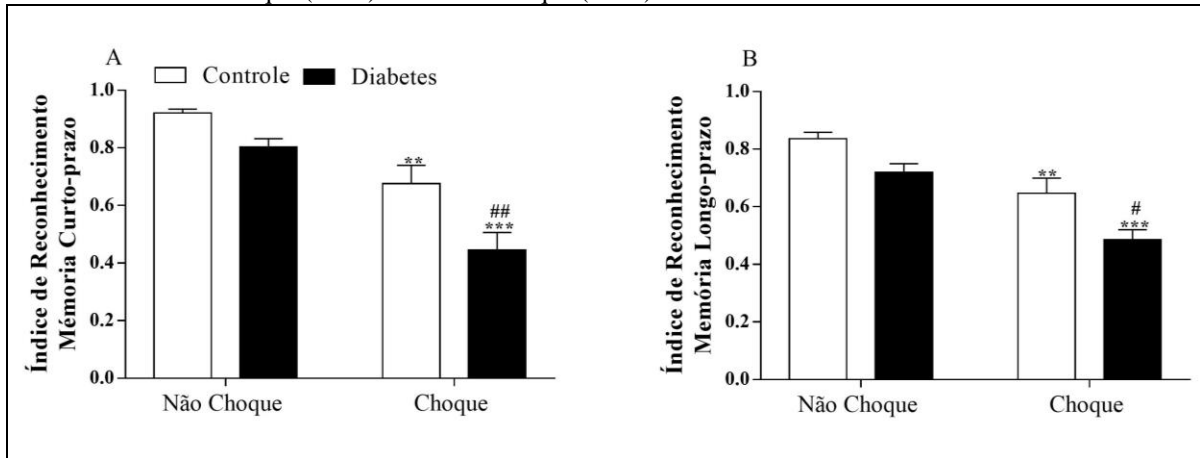 A
Controle Diabetes
Índice de Reconhecimento
Mémoria Curto-prazo
1.0
0.8
0.6
0.4
0.2
0.0
**
##
***
Não Choque Choque
B
Índice de Reconhecimento
Memória Longo-prazo
1.0
0.8
0.6
0.4
0.2
0.0
**
#
***
Não Choque Choque